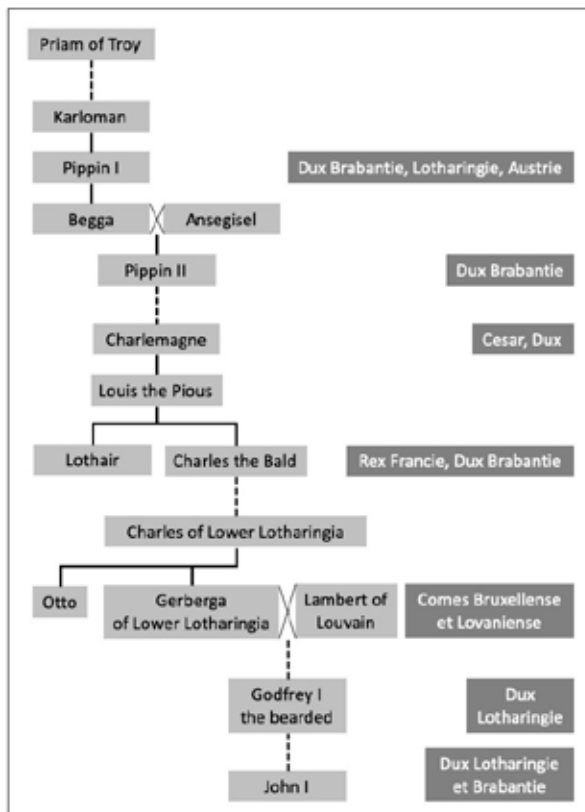 Priam of Troy
Karloman
Pippin I
Dux Brabantie, Lotharingie, Austrie
Begga
Ansegisel
Pippin II
Dux Brabantie
Charlemagne
Cesar, Dux
Louis the Pious
Lothair
Charles the Bald
Rex Francie, Dux Brabantie
Charles of Lower Lotharingia
Otto
Gerberga
of Lower Lotharingia
Lambert of
Louvain
Comes Bruxellense
et Lovaniense
Godfrey I
the bearded
Dux
Lotharingie
John I
Dux Lotharingie
et Brabantie